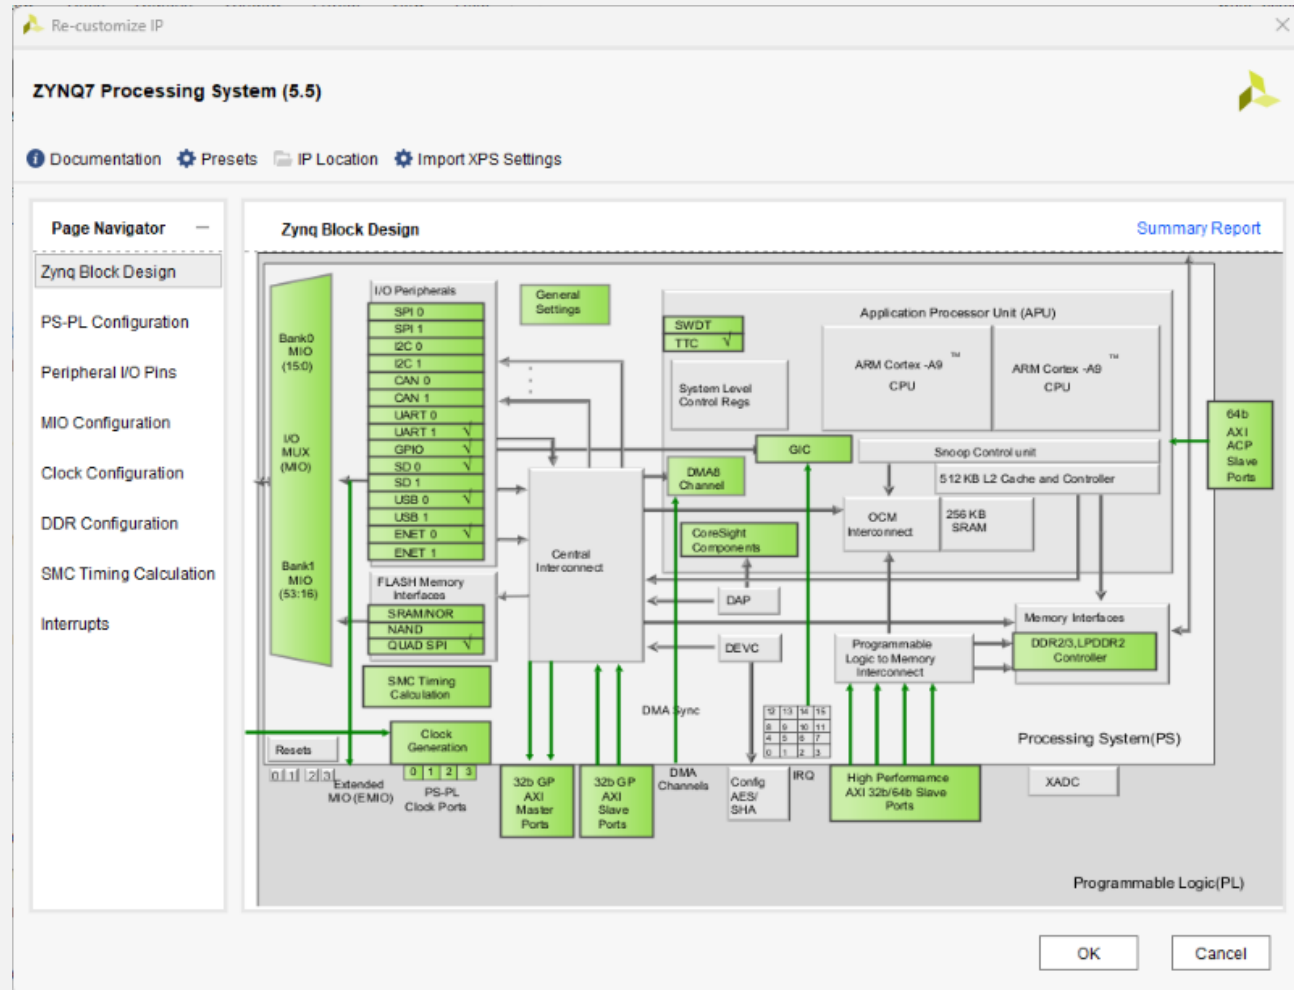 Re-customize IP
ZYNQ7 Processing System (5.5)
Documentation Presets IP Location Import XPS Settings
Page Navigator
Zynq Block Design
PS-PL Configuration
Peripheral I/O Pins
MIO Configuration
Clock Configuration
DDR Configuration
SMC Timing Calculation
Interrupts
Zynq Block Design
Summary Report
Bank0
MIO
(15:0)
I/O
MUX
(MIO)
Bank1
MIO
(53:16)
I/O Peripherals
SPI 0
SPI 1
I2C 0
I2C 1
CAN 0
CAN 1
UART 0
UART 1 √
GPIO √
SD 0 √
SD 1
USB 0 √
USB 1
ENET 0 √
ENET 1
FLASH Memory
Interfaces
SRAM/NOR
NAND
QUAD SPI √
SMC Timing
Calculation
General
Settings
SWDT
TTC √
System Level
Control Regs
Application Processor Unit (APU)
ARM Cortex -A9 ™
CPU
ARM Cortex -A9 ™
CPU
GIC
Snoop Control unit
512 KB L2 Cache and Controller
DMA8
Channel
OCM
Interconnect
256 KB
SRAM
CoreSight
Components
Central
Interconnect
DAP
DEVC
Programmable
Logic to Memory
Interconnect
Memory Interfaces
DDR2/3,LPDDR2
Controller
64b
AXI
ACP
Slave
Ports
DMA Sync
12 13 14 15
8 9 10 11
4 5 6 7
0 1 2 3
Processing System(PS)
Resets
0 1 2 3
Clock
Generation
0 1 2 3
Extended
MIO (EMIO)
PS-PL
Clock Ports
32b GP
AXI
Master
Ports
32b GP
AXI
Slave
Ports
DMA
Channels
Config
AES/
SHA
IRQ
High Performamce
AXI 32b/64b Slave
Ports
XADC
Programmable Logic(PL)
OK
Cancel